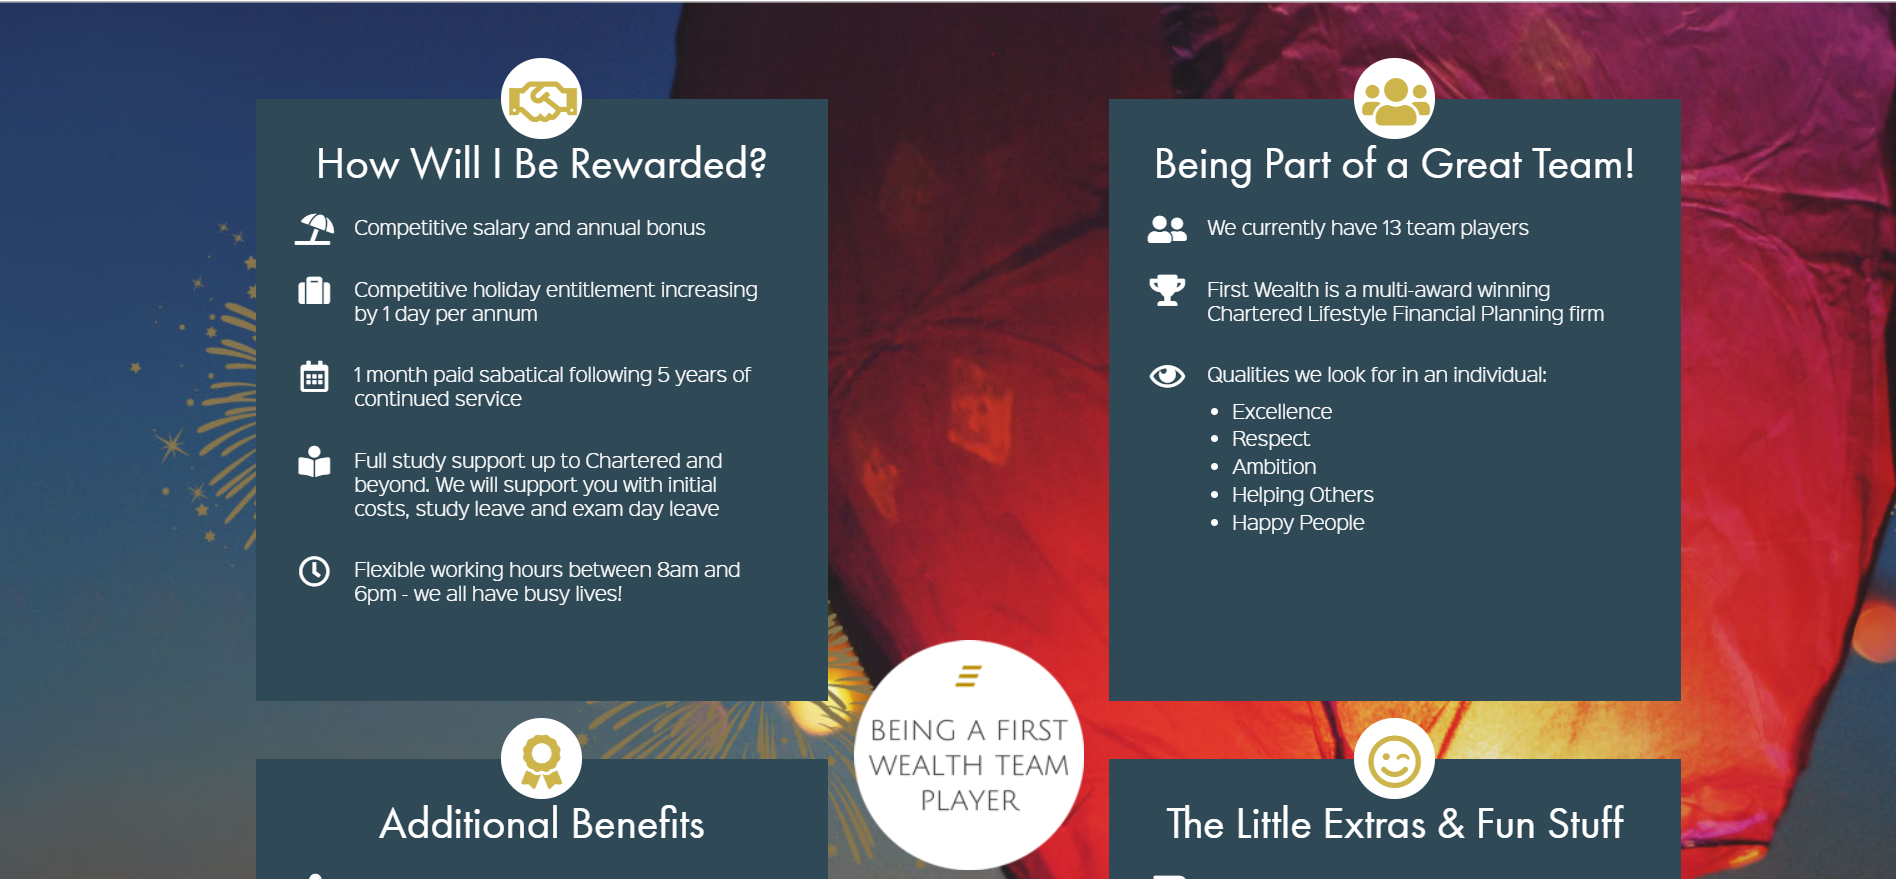 How Will I Be Rewarded?
Competitive salary and annual bonus
Competitive holiday entitlement increasing
by 1 day per annum
1 month paid sabatical following 5 years of
continued service
Full study support up to Chartered and
beyond. We will support you with initial
costs, study leave and exam day leave
Flexible working hours between 8am and
6pm - we all have busy lives!
Being Part of a Great Team!
We currently have 13 team players
First Wealth is a multi-award winning
Chartered Lifestyle Financial Planning firm
Qualities we look for in an individual:
• Excellence
• Respect
• Ambition
• Helping Others
• Happy People
BEING A FIRST
WEALTH TEAM
PLAYER
Additional Benefits
The Little Extras & Fun Stuff